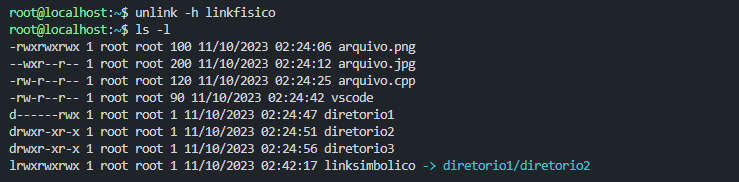 root@localhost:~$ unlink -h linkfisico
root@localhost:~$ ls -l
-rwxrwxrwx 1 root root 100 11/10/2023 02:24:06 arquivo.png
--wxr--r-- 1 root root 200 11/10/2023 02:24:12 arquivo.jpg
-rw-r--r-- 1 root root 120 11/10/2023 02:24:25 arquivo.cpp
-rw-r--r-- 1 root root 90 11/10/2023 02:24:42 vscode
d------rwx 1 root root 1 11/10/2023 02:24:47 diretorio1
drwxr-xr-x 1 root root 1 11/10/2023 02:24:51 diretorio2
drwxr-xr-x 1 root root 1 11/10/2023 02:24:56 diretorio3
lrwxrwxrwx 1 root root 1 11/10/2023 02:42:17 linksimbolico -> diretorio1/diretorio2